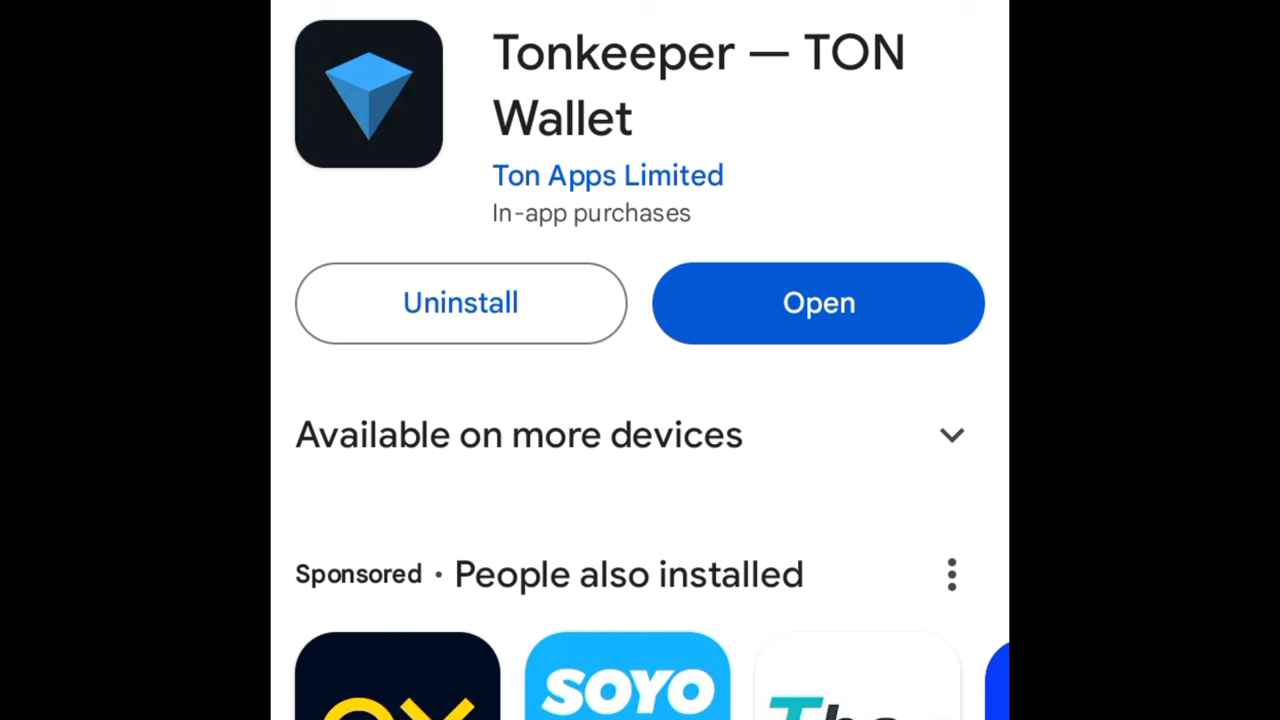 Tonkeeper — TON
Wallet
Ton Apps Limited
In-app purchases
Uninstall
Open
Available on more devices
Sponsored • People also installed
SOYO